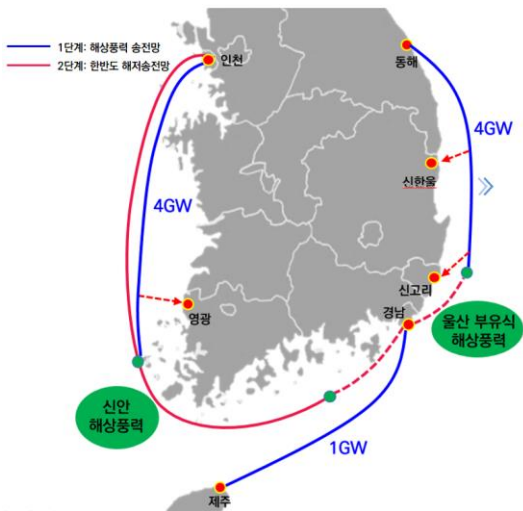 1단계: 해상풍력 송전망
2단계: 한반도 해저송전망
인천
동해
4GW
신한울
4GW
신고리
영광
경남
울산 부유식
해상풍력
신안
해상풍력
1GW
제주